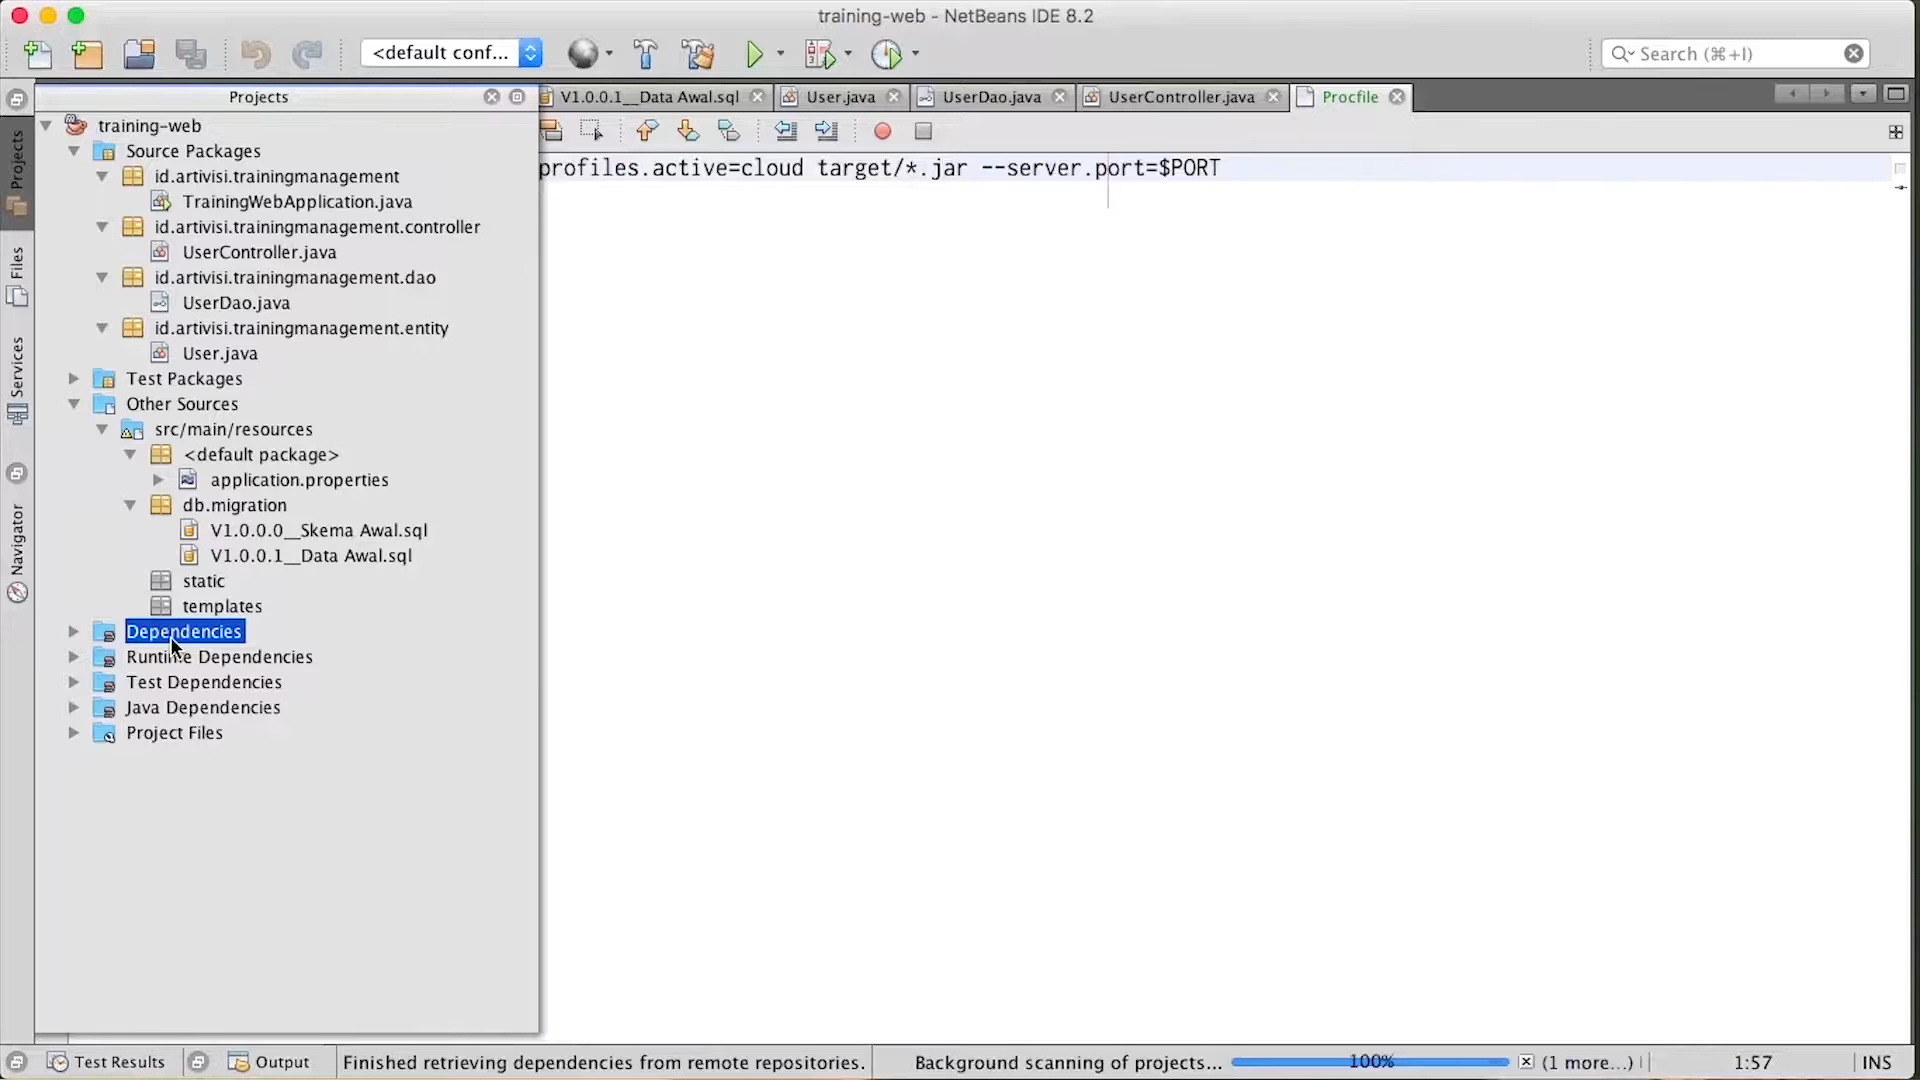 training-web - NetBeans IDE 8.2
<default conf...
Search (⌘+I)
Projects
V1.0.0.1__Data Awal.sql
User.java
UserDao.java
UserController.java
Procfile
profiles.active=cloud target/*.jar --server.port=$PORT
Projects
Files
Services
Navigator
training-web
Source Packages
id.artivisi.trainingmanagement
TrainingWebApplication.java
id.artivisi.trainingmanagement.controller
UserController.java
id.artivisi.trainingmanagement.dao
UserDao.java
id.artivisi.trainingmanagement.entity
User.java
Test Packages
Other Sources
src/main/resources
<default package>
application.properties
db.migration
V1.0.0.0__Skema Awal.sql
V1.0.0.1__Data Awal.sql
static
templates
Dependencies
Runtime Dependencies
Test Dependencies
Java Dependencies
Project Files
Test Results
Output
Finished retrieving dependencies from remote repositories.
Background scanning of projects...
100%
(1 more...)
1:57
INS